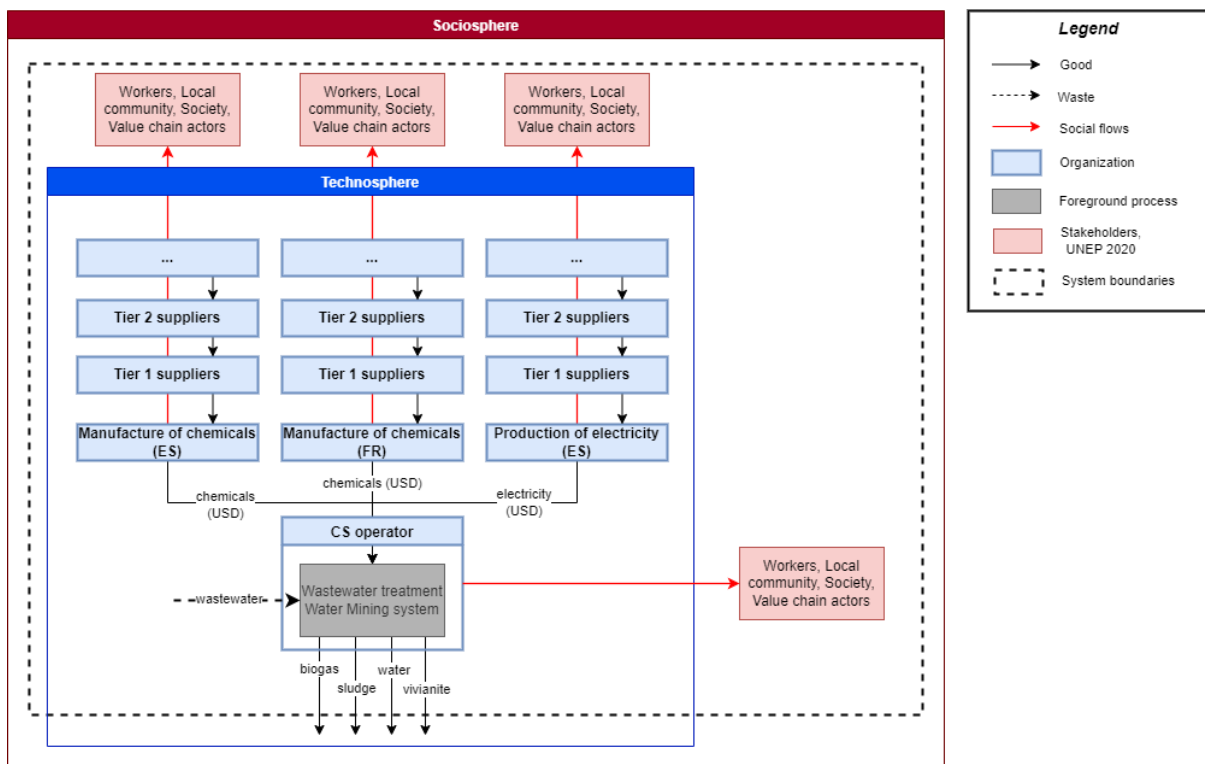 Sociosphere
Workers, Local
community, Society,
Value chain actors
Workers, Local
community, Society,
Value chain actors
Workers, Local
community, Society,
Value chain actors
Technosphere
...
...
...
Tier 2 suppliers
Tier 2 suppliers
Tier 2 suppliers
Tier 1 suppliers
Tier 1 suppliers
Tier 1 suppliers
Manufacture of chemicals
(ES)
Manufacture of chemicals
(FR)
Production of electricity
(ES)
chemicals
(USD)
chemicals (USD)
electricity
(USD)
CS operator
Wastewater treatment
Water Mining system
wastewater
Workers, Local
community, Society,
Value chain actors
biogas
sludge
water
vivianite
Legend
Good
Waste
Social flows
Organization
Foreground process
Stakeholders,
UNEP 2020
System boundaries